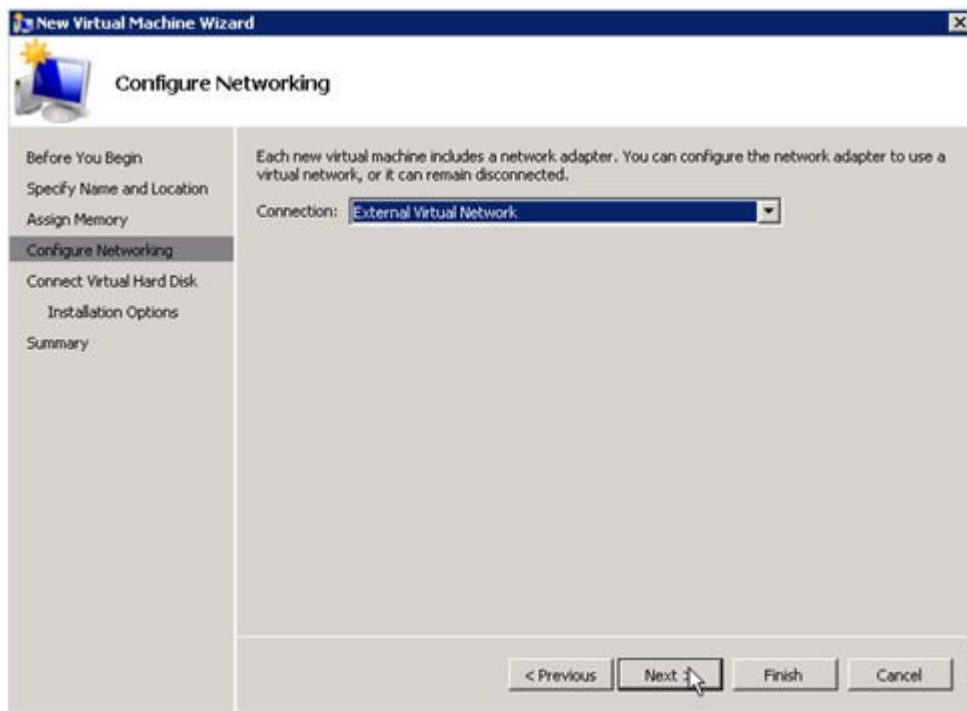 New Virtual Machine Wizard
Configure Networking
Before You Begin
Specify Name and Location
Assign Memory
Configure Networking
Connect Virtual Hard Disk
Installation Options
Summary
Each new virtual machine includes a network adapter. You can configure the network adapter to use a
virtual network, or it can remain disconnected.
Connection: External Virtual Network
< Previous Next > Finish Cancel